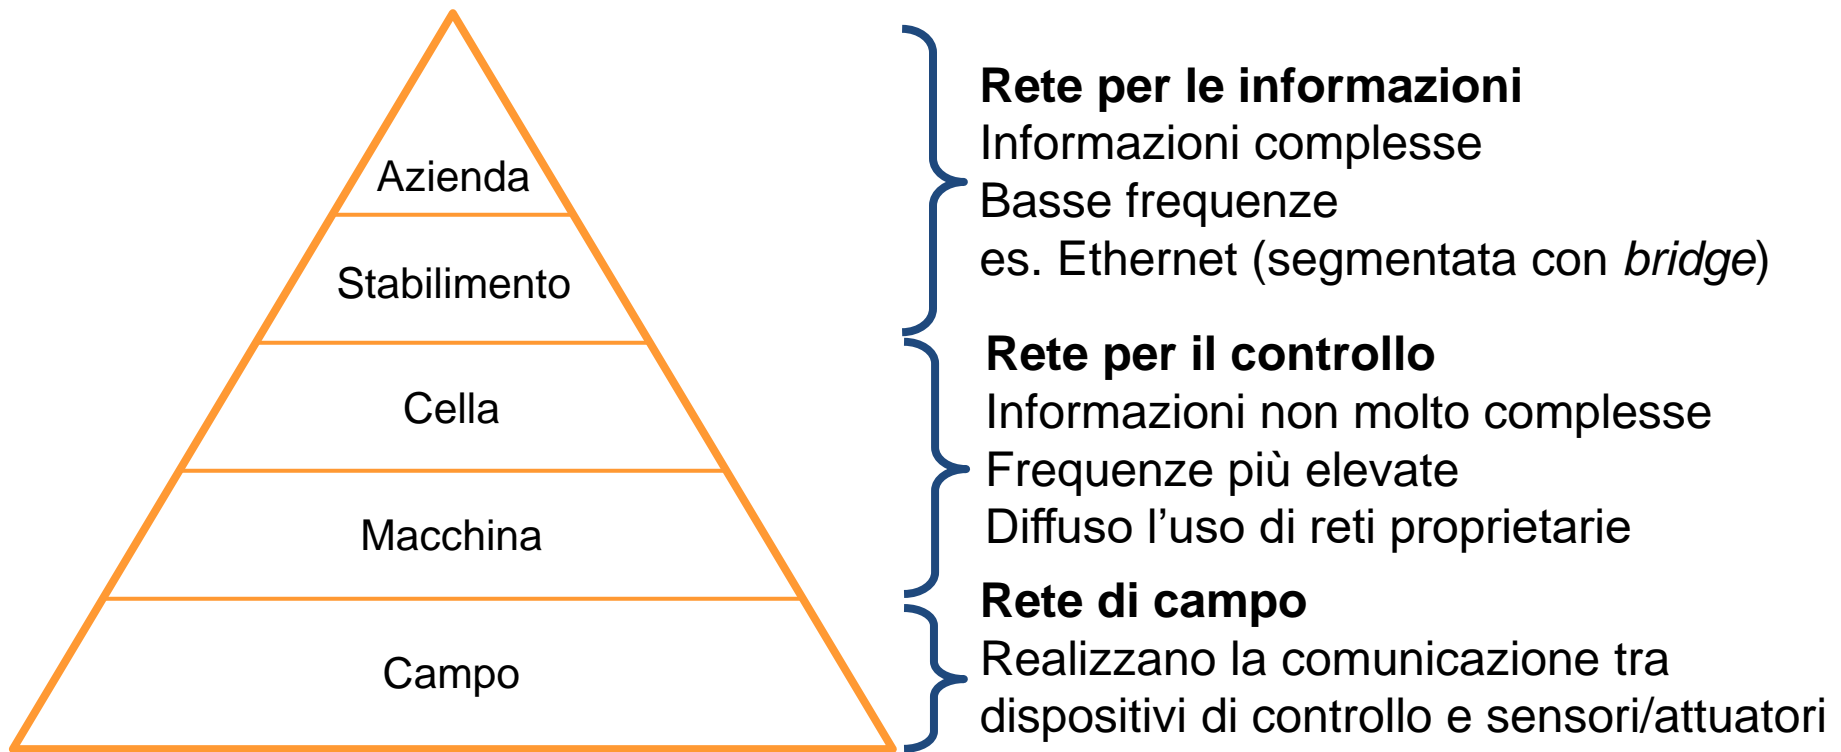 Azienda
Stabilimento
Cella
Macchina
Campo
Rete per le informazioni
Informazioni complesse
Basse frequenze
es. Ethernet (segmentata con bridge)
Rete per il controllo
Informazioni non molto complesse
Frequenze più elevate
Diffuso l’uso di reti proprietarie
Rete di campo
Realizzano la comunicazione tra
dispositivi di controllo e sensori/attuatori